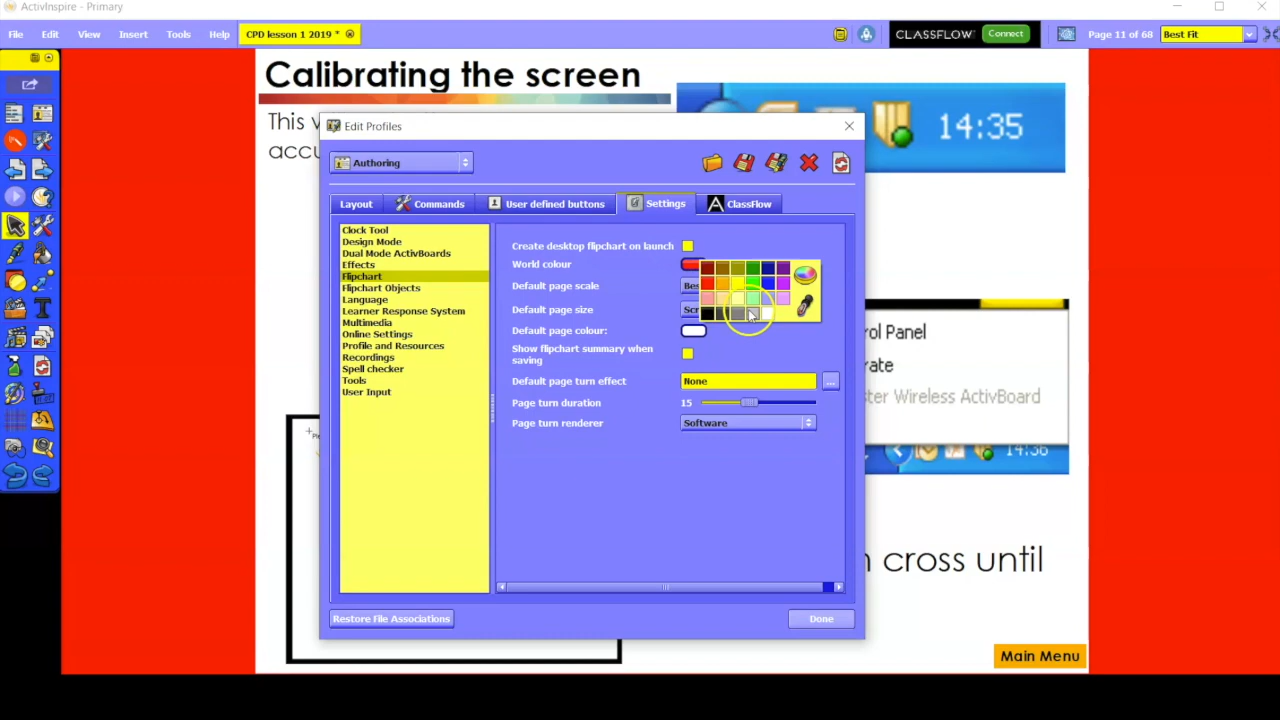 ActivInspire - Primary
File Edit View Insert Tools Help CPD lesson 1 2019 * CLASSFLOW Connect Page 11 of 68 Best Fit
Calibrating the screen
This
accu
14:35
Edit Profiles
Authoring
Layout Commands User defined buttons Settings ClassFlow
Clock Tool
Design Mode
Dual Mode ActivBoards
Effects
Flipchart
Flipchart Objects
Language
Learner Response System
Multimedia
Online Settings
Profile and Resources
Recordings
Spell checker
Tools
User Input
Create desktop flipchart on launch
World colour
Default page scale Bes
Default page size Scr
Default page colour:
Show flipchart summary when
saving
Default page turn effect None ...
Page turn duration 15
Page turn renderer Software
Restore File Associations Done
rol Panel
rate
ster Wireless ActivBoard
14:36
cross until
Main Menu